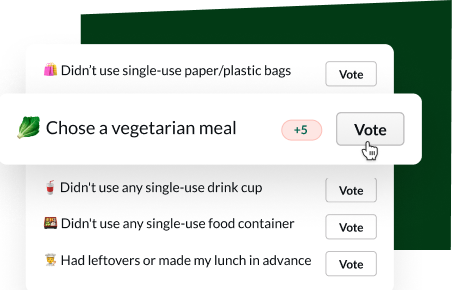 Didn't use single-use paper/plastic bags Vote
Chose a vegetarian meal +5 Vote
Didn't use any single-use drink cup Vote
Didn't use any single-use food container Vote
Had leftovers or made my lunch in advance Vote